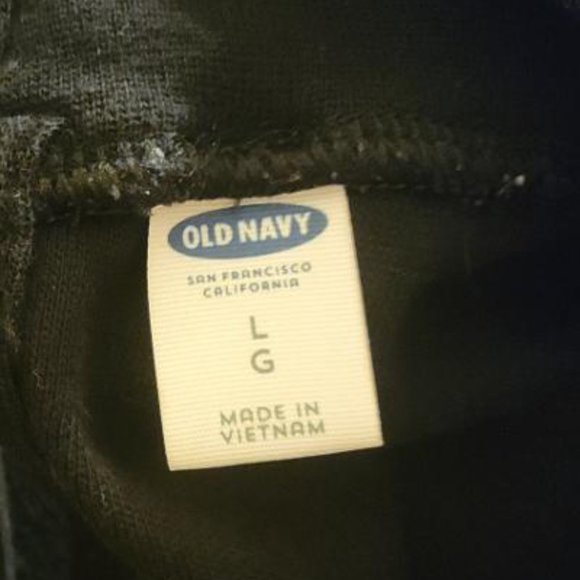 OLD NAVY
SAN FRANCISCO
CALIFORNIA
L
G
MADE IN
VIETNAM